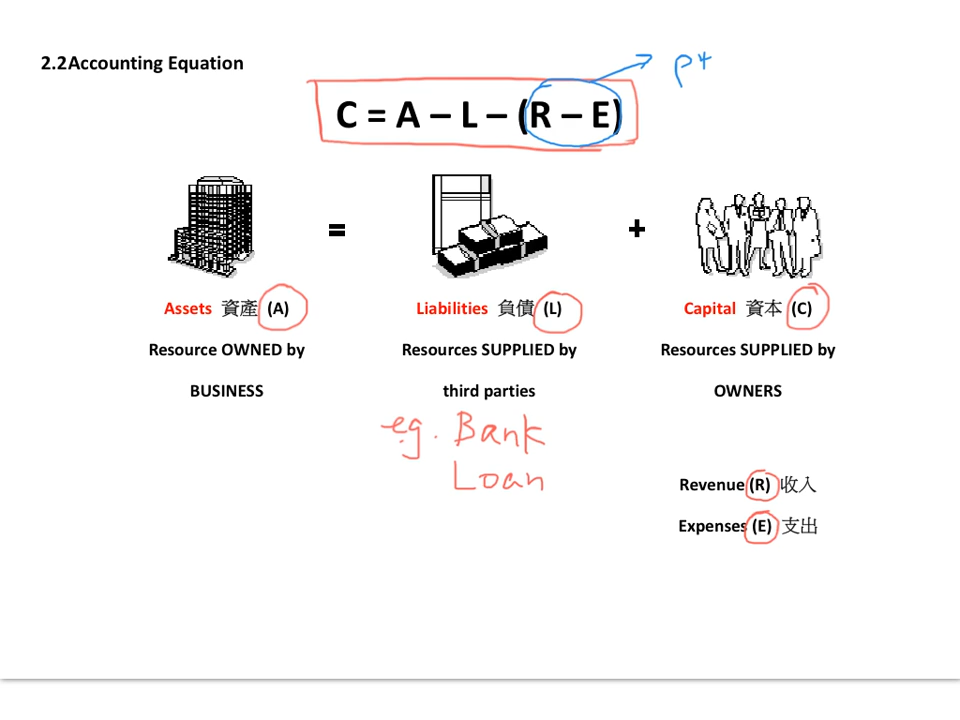 2.2Accounting Equation
C = A – L – (R – E)
=
+
Assets 資產 (A)
Liabilities 負債 (L)
Capital 資本 (C)
Resource OWNED by
BUSINESS
Resources SUPPLIED by
third parties
Resources SUPPLIED by
OWNERS
e.g. Bank
Loan
Revenue (R) 收入
Expenses (E) 支出